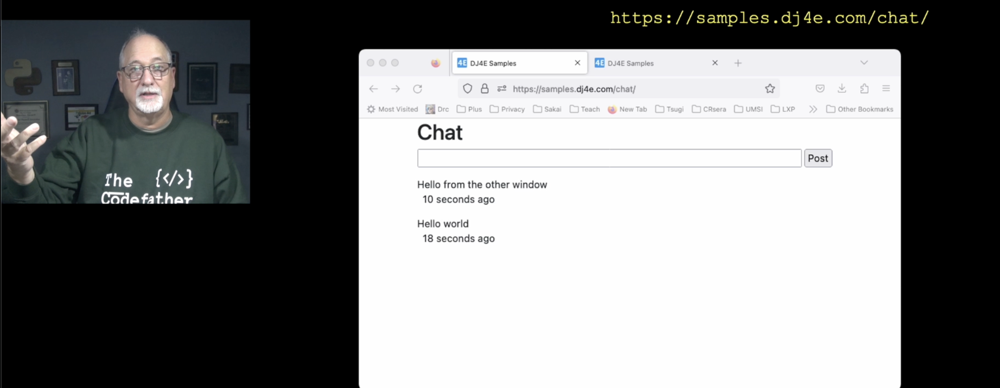 https://samples.dj4e.com/chat/
4E DJ4E Samples
4E DJ4E Samples
https://samples.dj4e.com/chat/
Most Visited Drc Plus Privacy Sakai Teach New Tab Tsugi CRsera UMSI LXP Other Bookmarks
Chat
Post
Hello from the other window
10 seconds ago
Hello world
18 seconds ago
The {</>}
Codefather